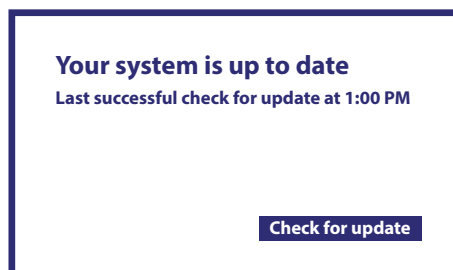 Your system is up to date
Last successful check for update at 1:00 PM
Check for update